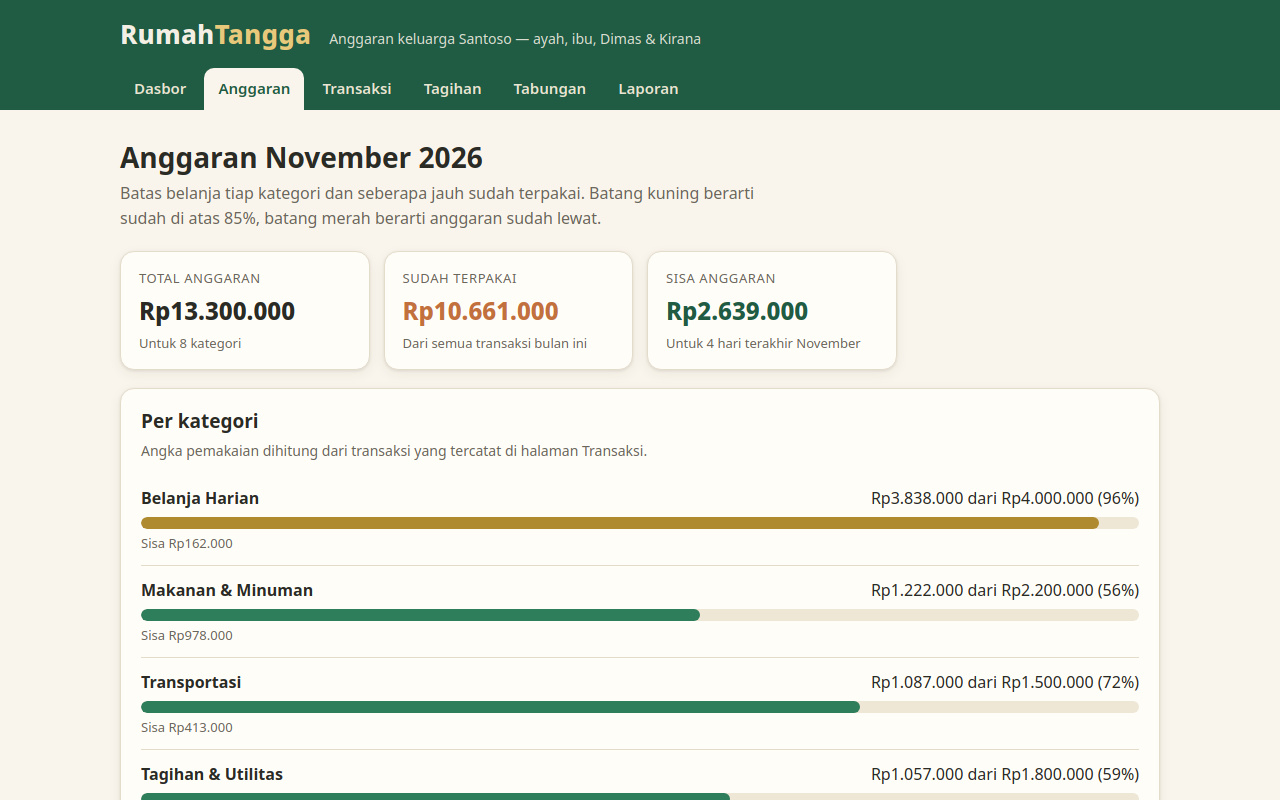 RumahTangga
Anggaran keluarga Santoso — ayah, ibu, Dimas & Kirana
Dasbor
Anggaran
Transaksi
Tagihan
Tabungan
Laporan
Anggaran November 2026
Batas belanja tiap kategori dan seberapa jauh sudah terpakai. Batang kuning berarti
sudah di atas 85%, batang merah berarti anggaran sudah lewat.
TOTAL ANGGARAN
Rp13.300.000
Untuk 8 kategori
SUDAH TERPAKAI
Rp10.661.000
Dari semua transaksi bulan ini
SISA ANGGARAN
Rp2.639.000
Untuk 4 hari terakhir November
Per kategori
Angka pemakaian dihitung dari transaksi yang tercatat di halaman Transaksi.
Belanja Harian
Rp3.838.000 dari Rp4.000.000 (96%)
Sisa Rp162.000
Makanan & Minuman
Rp1.222.000 dari Rp2.200.000 (56%)
Sisa Rp978.000
Transportasi
Rp1.087.000 dari Rp1.500.000 (72%)
Sisa Rp413.000
Tagihan & Utilitas
Rp1.057.000 dari Rp1.800.000 (59%)